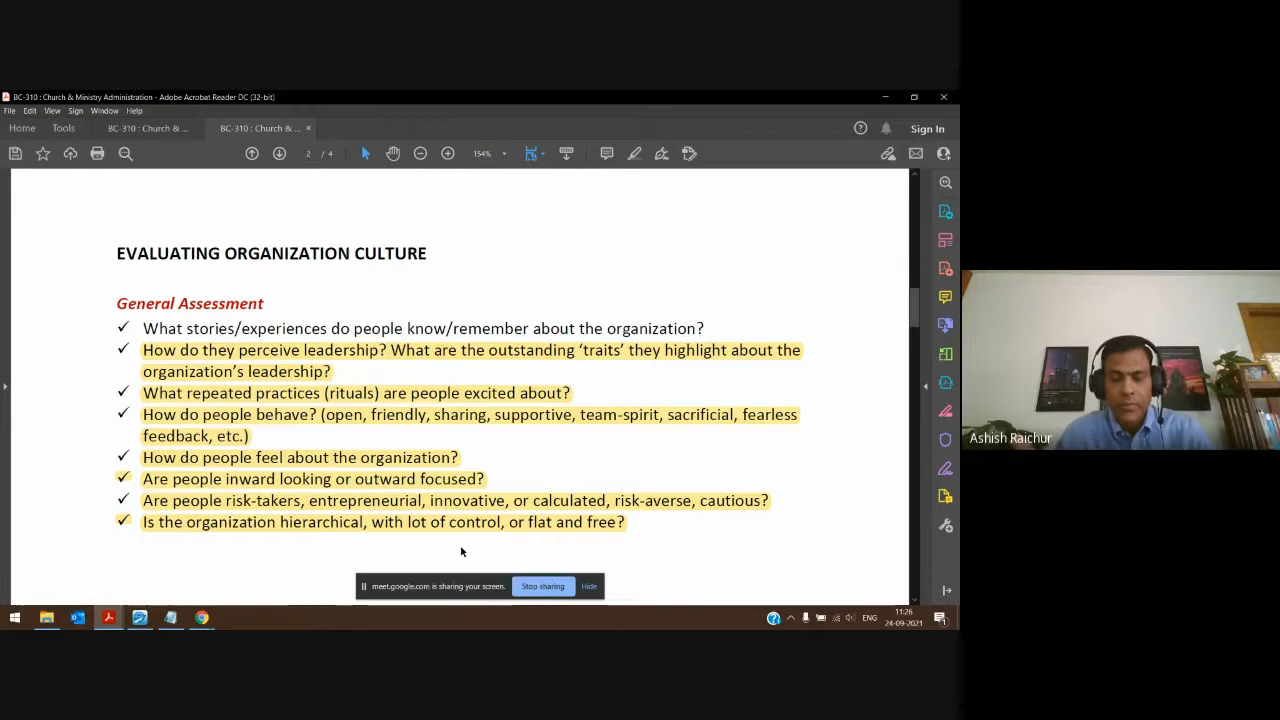 BC-310 : Church & Ministry Administration - Adobe Acrobat Reader DC (32-bit)
File Edit View Sign Window Help
Home Tools BC-310 : Church & ... BC-310 : Church & ... × Sign In
2 / 4 154%
EVALUATING ORGANIZATION CULTURE
General Assessment
✓ What stories/experiences do people know/remember about the organization?
✓ How do they perceive leadership? What are the outstanding ‘traits’ they highlight about the
organization’s leadership?
✓ What repeated practices (rituals) are people excited about?
✓ How do people behave? (open, friendly, sharing, supportive, team-spirit, sacrificial, fearless
feedback, etc.)
✓ How do people feel about the organization?
✓ Are people inward looking or outward focused?
✓ Are people risk-takers, entrepreneurial, innovative, or calculated, risk-averse, cautious?
✓ Is the organization hierarchical, with lot of control, or flat and free?
meet.google.com is sharing your screen. Stop sharing Hide
ENG 11:26
24-09-2021
Ashish Raichur